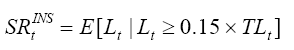 SR_t^{INS} = E[L_t | L_t ≥ 0.15 × TL_t]